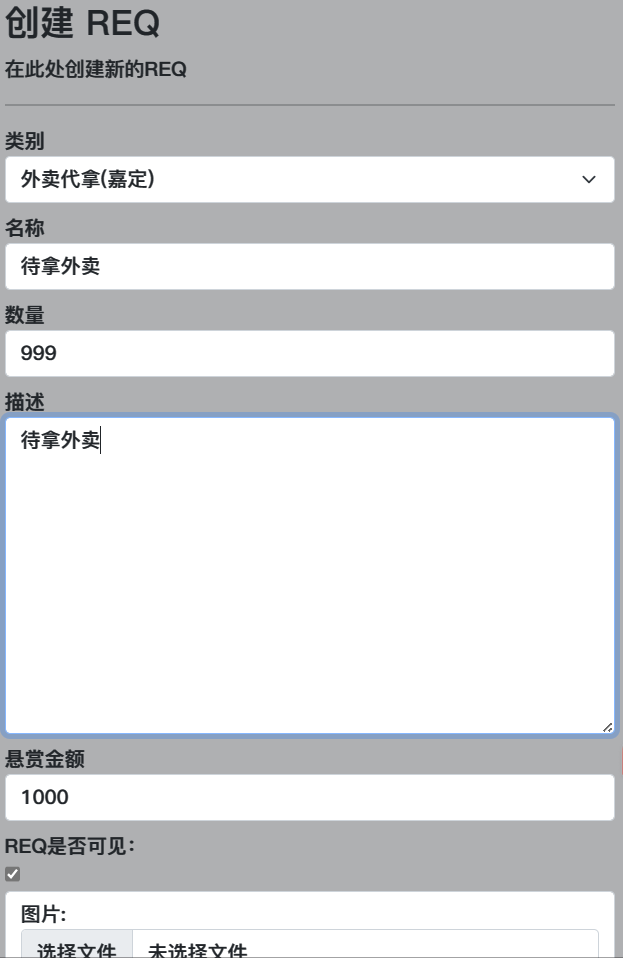 创建 REQ
在此处创建新的REQ
类别
外卖代拿(嘉定)
名称
待拿外卖
数量
999
描述
待拿外卖
悬赏金额
1000
REQ是否可见：
图片:
选择文件 未选择文件